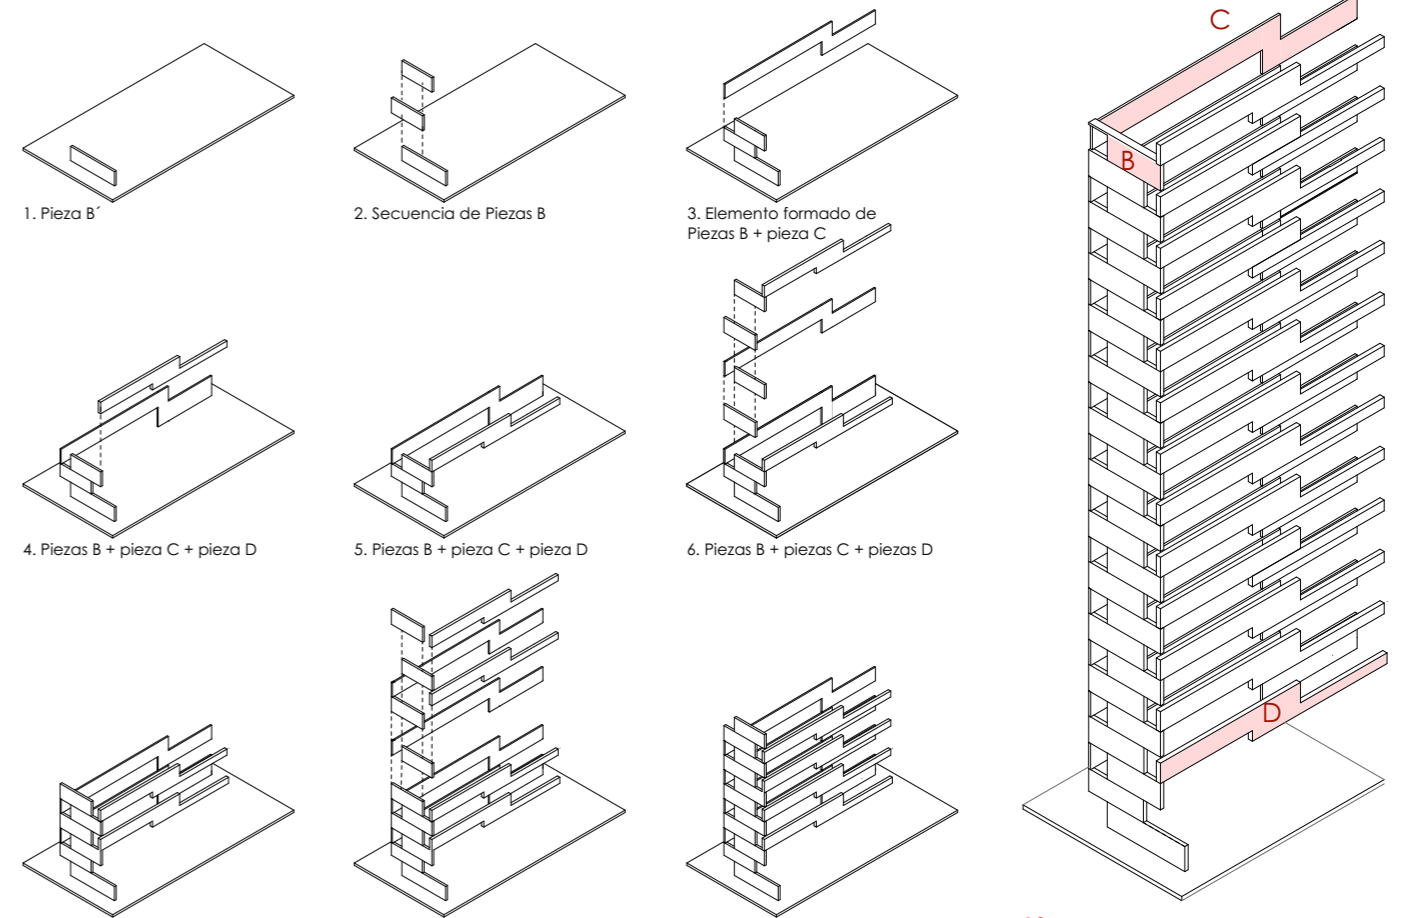 C
B
1. Pieza B´
2. Secuencia de Piezas B
3. Elemento formado de
Piezas B + pieza C
4. Piezas B + pieza C + pieza D
5. Piezas B + pieza C + pieza D
6. Piezas B + piezas C + piezas D
D